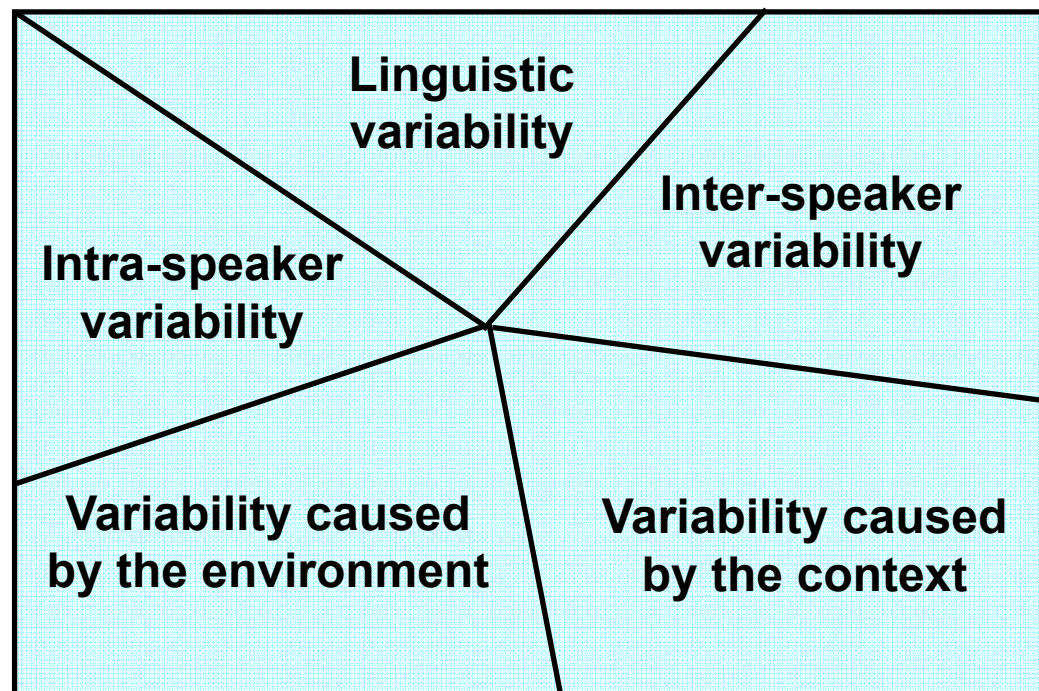 Linguistic
variability
Inter-speaker
variability
Intra-speaker
variability
Variability caused
by the environment
Variability caused
by the context